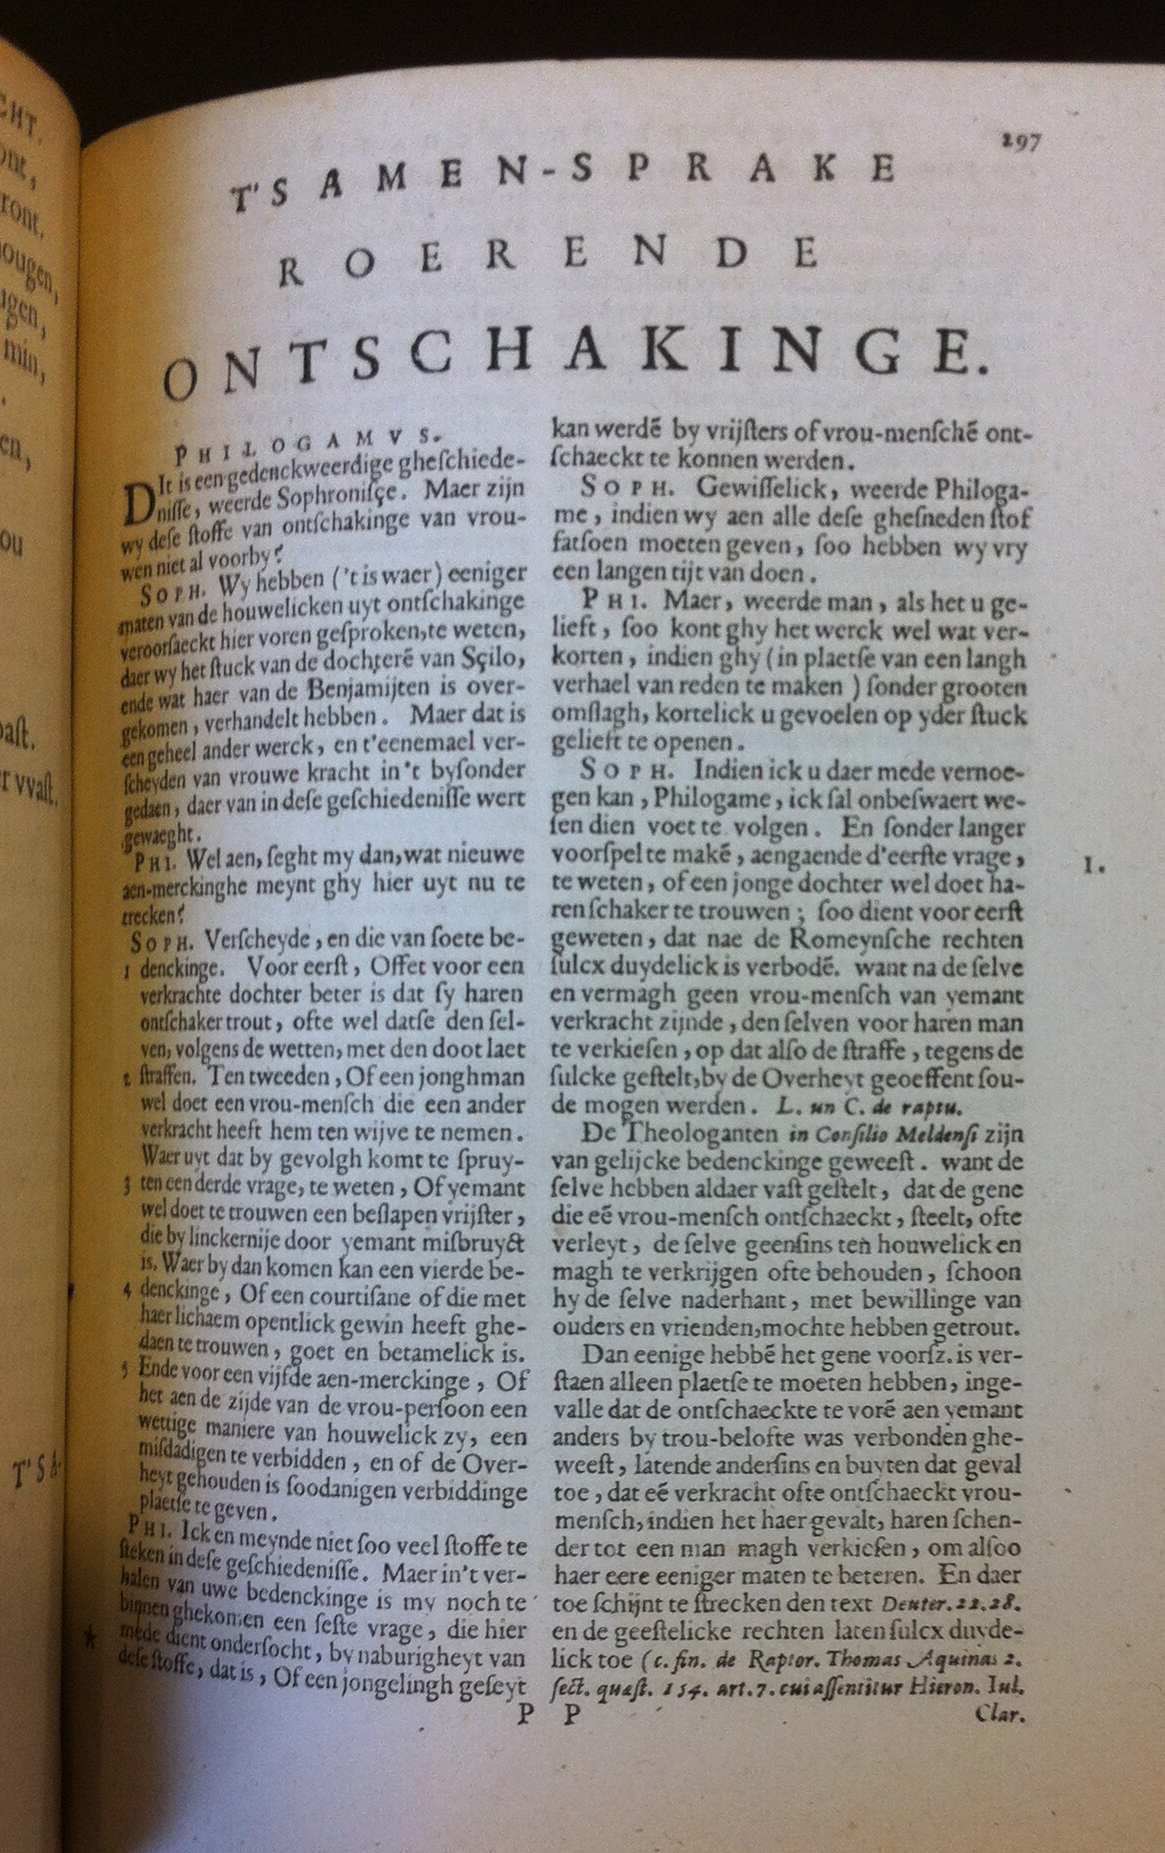 297
T'SAMEN-SPRAKE
ROERENDE
ONTSCHAKINGE.
PHILOGAMVS.
DIt is een gedenckweerdige gheſchiede-
niſſe, weerde Sophroniſçe. Maer zijn
wy deſe ſtoffe van ontſchakinge van vrou-
wen niet al voorby?
SOPH. Wy hebben ('t is waer) eeniger
maten van de houwelicken uyt ontſchakinge
veroorſaeckt hier voren geſproken, te weten,
daer wy het ſtuck van de dochterẽ van Sçilo,
ende wat haer van de Benjamijten is over-
gekomen, verhandelt hebben. Maer dat is
een geheel ander werck, en t'eenemael ver-
ſcheyden van vrouwe kracht in't byſonder
gedaen, daer van in deſe geſchiedeniſſe wert
gewaeght.
PHI. Wel aen, ſeght my dan, wat nieuwe
aen-merckinghe meynt ghy hier uyt nu te
trecken?
SOPH. Verſcheyde, en die van ſoete be-
1 denckinge. Voor eerſt, Offet voor een
verkrachte dochter beter is dat ſy haren
ontſchaker trout, ofte wel datſe den ſel-
ven, volgens de wetten, met den doot laet
2 ſtraffen. Ten tweeden, Of een jonghman
wel doet een vrou-menſch die een ander
verkracht heeft hem ten wijve te nemen.
Waer uyt dat by gevolgh komt te ſpruy-
3 ten een derde vrage, te weten, Of yemant
wel doet te trouwen een beſlapen vrijſter,
die by linckernije door yemant miſbruyckt
is. Waer by dan komen kan een vierde be-
4 denckinge, Of een courtiſane of die met
haer lichaem opentlick gewin heeft ghe-
daen te trouwen, goet en betamelick is.
5 Ende voor een vijfde aen-merckinge, Of
het aen de zijde van de vrou-perſoon een
wettige maniere van houwelick zy, een
miſdadigen te verbidden, en of de Over-
heyt gehouden is ſoodanigen verbiddinge
plaetſe te geven.
PHI. Ick en meynde niet ſoo veel ſtoffe te
ſteken in deſe geſchiedeniſſe. Maer in't ver-
halen van uwe bedenckinge is my noch te
binnen ghekomen een ſeſte vrage, die hier
* mede dient onderſocht, by naburigheyt van
deſe ſtoffe, dat is, Of een jongelingh geſeyt
kan werdẽ by vrijſters of vrou-menſchẽ ont-
ſchaeckt te konnen werden.
SOPH. Gewiſſelick, weerde Philoga-
me, indien wy aen alle deſe gheſneden ſtof
fatſoen moeten geven, ſoo hebben wy vry
een langen tijt van doen.
PHI. Maer, weerde man, als het u ge-
lieft, ſoo kont ghy het werck wel wat ver-
korten, indien ghy (in plaetſe van een langh
verhael van reden te maken) ſonder grooten
omſlagh, kortelick u gevoelen op yder ſtuck
gelieft te openen.
SOPH. Indien ick u daer mede vernoe-
gen kan, Philogame, ick ſal onbeſwaert we-
ſen dien voet te volgen. En ſonder langer
voorſpel te makẽ, aengaende d'eerſte vrage,
1.
te weten, of een jonge dochter wel doet ha-
ren ſchaker te trouwen; ſoo dient voor eerſt
geweten, dat nae de Romeynſche rechten
ſulcx duydelick is verbodẽ. want na de ſelve
en vermagh geen vrou-menſch van yemant
verkracht zijnde, den ſelven voor haren man
te verkieſen, op dat alſo de ſtraffe, tegens de
ſulcke geſtelt, by de Overheyt geoeffent ſou-
de mogen werden. L. un C. de raptu.
De Theologanten in Conſilio Meldenſi zijn
van gelijcke bedenckinge geweeſt. want de
ſelve hebben aldaer vaſt geſtelt, dat de gene
die eẽ vrou-menſch ontſchaeckt, ſteelt, ofte
verleyt, de ſelve geenſins ten houwelick en
magh te verkrijgen ofte behouden, ſchoon
hy de ſelve naderhant, met bewillinge van
ouders en vrienden, mochte hebben getrout.
Dan eenige hebbẽ het gene voorſz. is ver-
ſtaen alleen plaetſe te moeten hebben, inge-
valle dat de ontſchaeckte te vorẽ aen yemant
anders by trou-belofte was verbonden ghe-
weeſt, latende anderſins en buyten dat geval
toe, dat eẽ verkracht ofte ontſchaeckt vrou-
menſch, indien het haer gevalt, haren ſchen-
der tot een man magh verkieſen, om alſoo
haer eere eeniger maten te beteren. En daer
toe ſchijnt te ſtrecken den text Deuter. 22. 28.
en de geeſtelicke rechten laten ſulcx duyde-
lick toe (c. fin. de Raptor. Thomas Aquinas 2.
ſect. quæſt. 154. art. 7. cui aſſentitur Hieron. Iul.
PP
Clar.